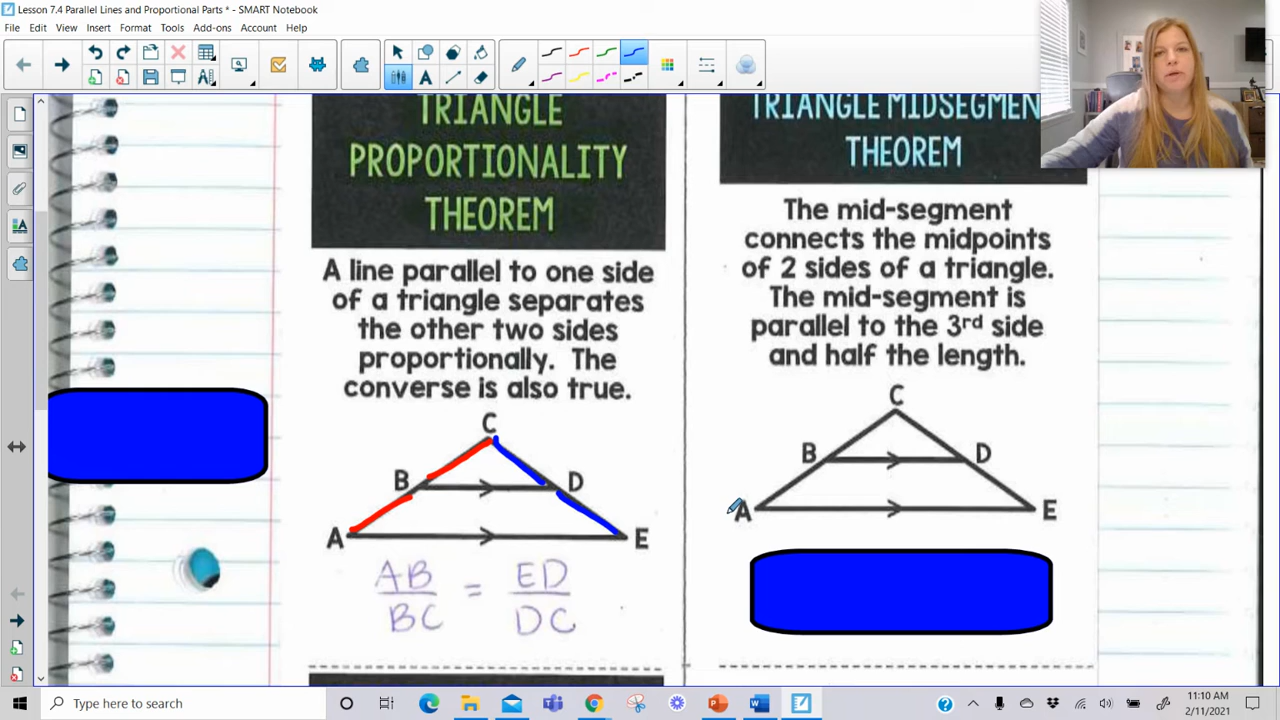 Lesson 7.4 Parallel Lines and Proportional Parts * - SMART Notebook
File Edit View Insert Format Tools Add-ons Account Help
TRIANGLE
PROPORTIONALITY
THEOREM
A line parallel to one side
of a triangle separates
the other two sides
proportionally. The
converse is also true.
C
B
D
A
E
AB
BC
=
ED
DC
TRIANGLE MIDSEGMEN
THEOREM
The mid-segment
connects the midpoints
of 2 sides of a triangle.
The mid-segment is
parallel to the 3rd side
and half the length.
C
B
D
A
E
Type here to search
11:10 AM
2/11/2021